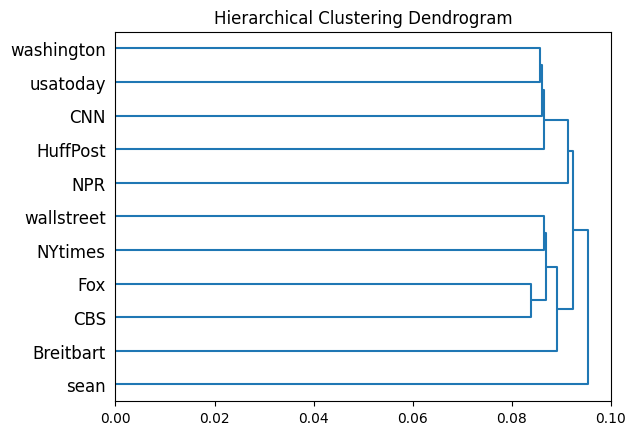 Hierarchical Clustering Dendrogram
washington
usatoday
CNN
HuffPost
NPR
wallstreet
NYtimes
Fox
CBS
Breitbart
sean
0.00 0.02 0.04 0.06 0.08 0.10